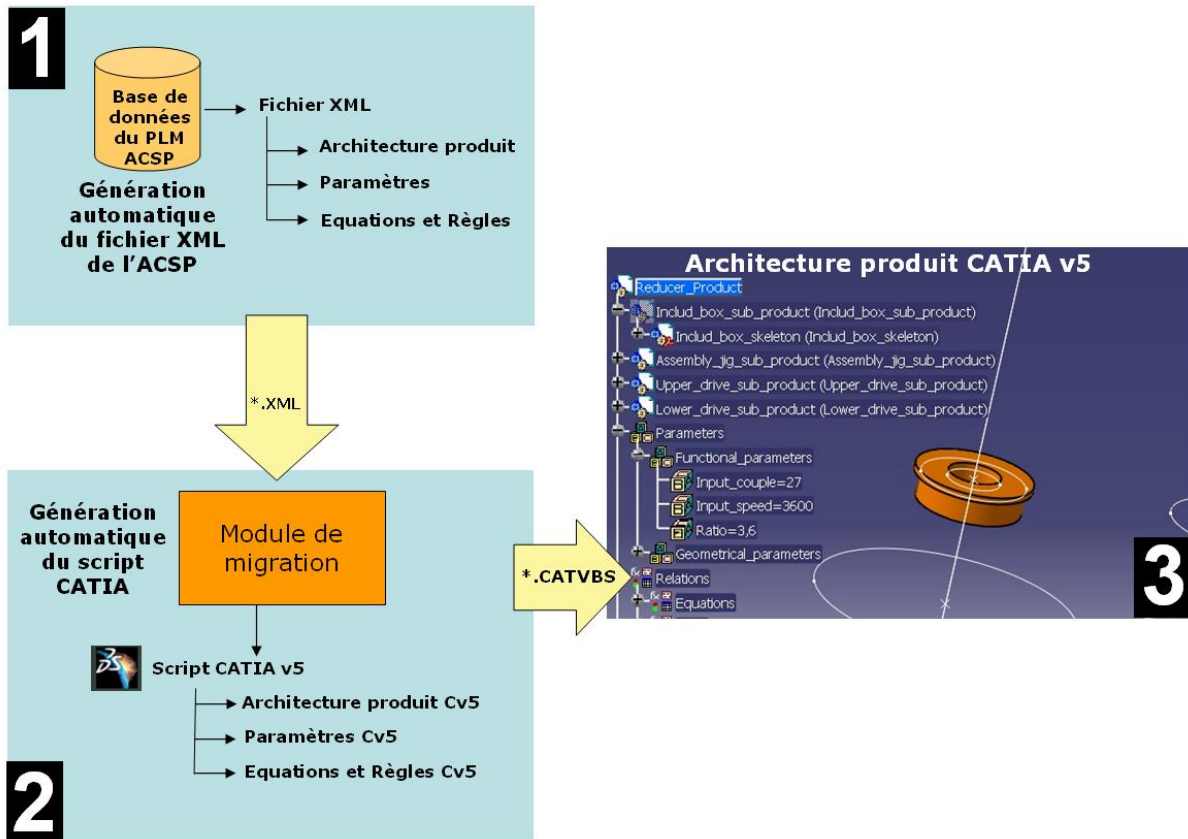 1
Base de
données
du PLM
ACSP
Fichier XML
Architecture produit
Paramètres
Equations et Règles
Génération
automatique
du fichier XML
de l'ACSP
*.XML
2
Génération
automatique
du script
CATIA
Module de
migration
Script CATIA v5
Architecture produit Cv5
Paramètres Cv5
Equations et Règles Cv5
*.CATVBS
3
Architecture produit CATIA v5
Reducer_Product
Includ_box_sub_product (Includ_box_sub_product)
Includ_box_skeleton (Includ_box_skeleton)
Assembly_jig_sub_product (Assembly_jig_sub_product)
Upper_drive_sub_product (Upper_drive_sub_product)
Lower_drive_sub_product (Lower_drive_sub_product)
Parameters
Functional_parameters
Input_couple=27
Input_speed=3600
Ratio=3,6
Geometrical_parameters
Relations
Equations